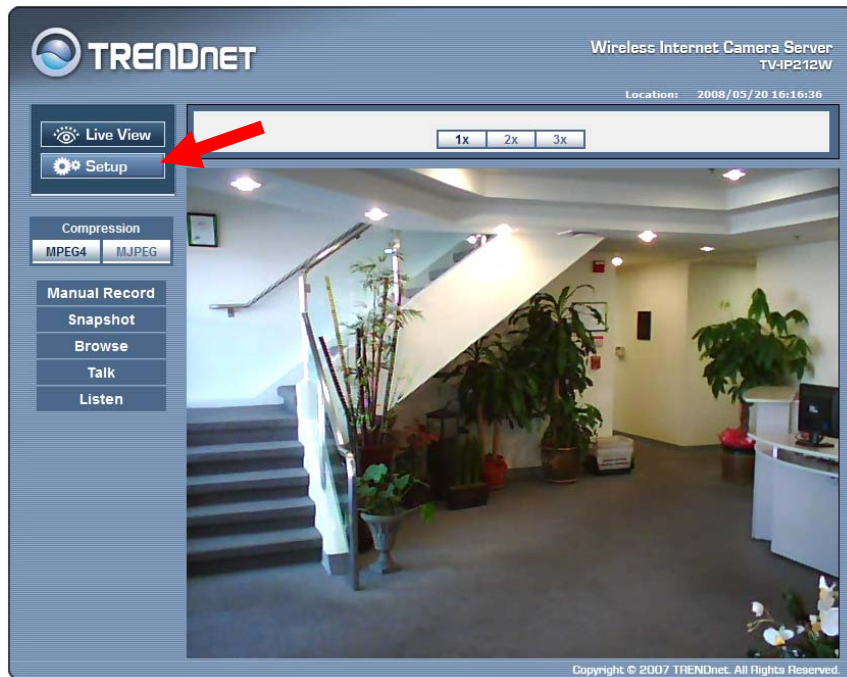 TRENDnet
Wireless Internet Camera Server
TV-IP212W
Location: 2008/05/20 16:16:36
Live View
Setup
1x 2x 3x
Compression
MPEG4 MJPEG
Manual Record
Snapshot
Browse
Talk
Listen
Copyright © 2007 TRENDnet. All Rights Reserved.